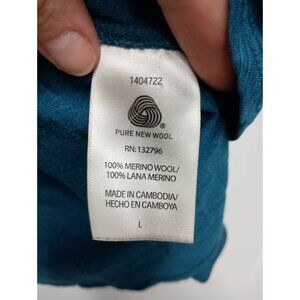 1404722
®
PURE NEW WOOL
RN: 132796
100% MERINO WOOL/
100% LANA MERINO
MADE IN CAMBODIA/
HECHO EN CAMBOYA
L